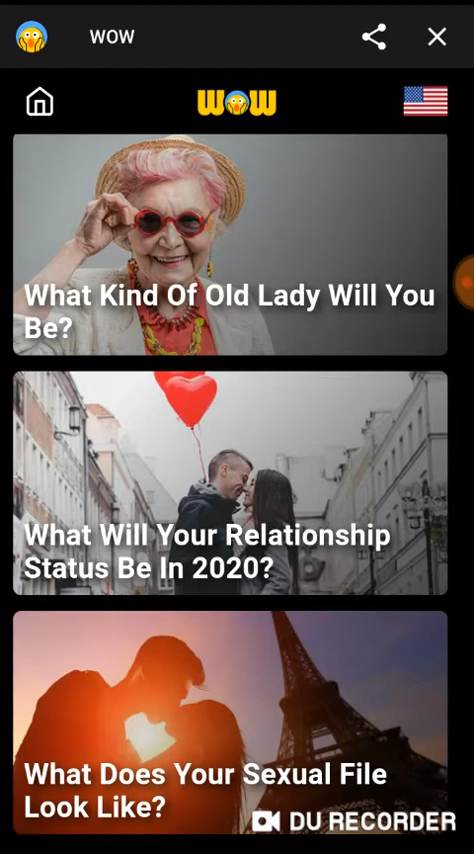 WOW
WOW
What Kind Of Old Lady Will You
Be?
What Will Your Relationship
Status Be In 2020?
What Does Your Sexual File
Look Like?
DU RECORDER